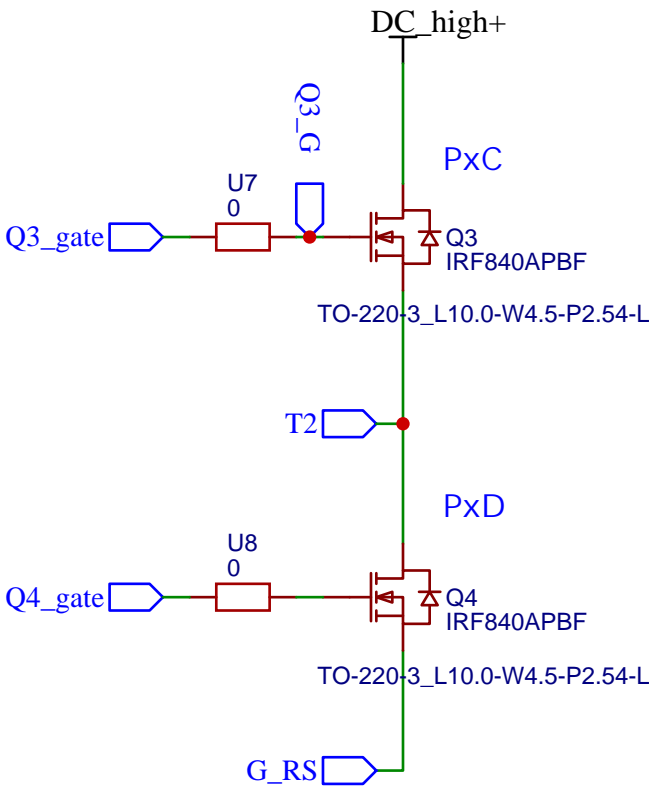 DC_high+
Q3_G
PxC
U7
0
Q3_gate
Q3
IRF840APBF
TO-220-3_L10.0-W4.5-P2.54-L
T2
PxD
U8
0
Q4_gate
Q4
IRF840APBF
TO-220-3_L10.0-W4.5-P2.54-L
G_RS